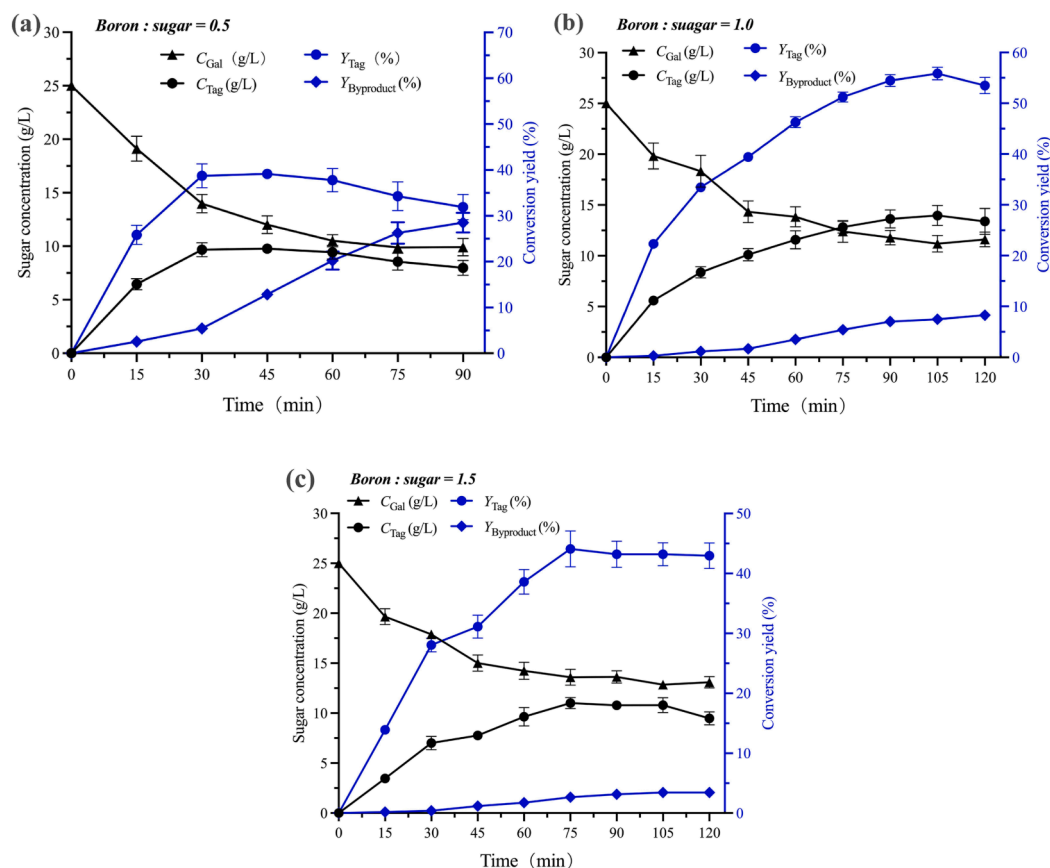 (a)
Boron : sugar = 0.5
C_Gal (g/L)
Y_Tag (%)
C_Tag (g/L)
Y_Byproduct (%)
Sugar concentration (g/L)
30
25
20
15
10
5
0
Conversion yield (%)
70
60
50
40
30
20
10
0
0 15 30 45 60 75 90
Time (min)
(b)
Boron : suagar = 1.0
C_Gal (g/L)
Y_Tag (%)
C_Tag (g/L)
Y_Byproduct (%)
Sugar concentration (g/L)
30
25
20
15
10
5
0
Conversion yield (%)
60
50
40
30
20
10
0
0 15 30 45 60 75 90 105 120
Time (min)
(c)
Boron : sugar = 1.5
C_Gal (g/L)
Y_Tag (%)
C_Tag (g/L)
Y_Byproduct (%)
Sugar concentration (g/L)
30
25
20
15
10
5
0
Conversion yield (%)
50
40
30
20
10
0
0 15 30 45 60 75 90 105 120
Time (min)